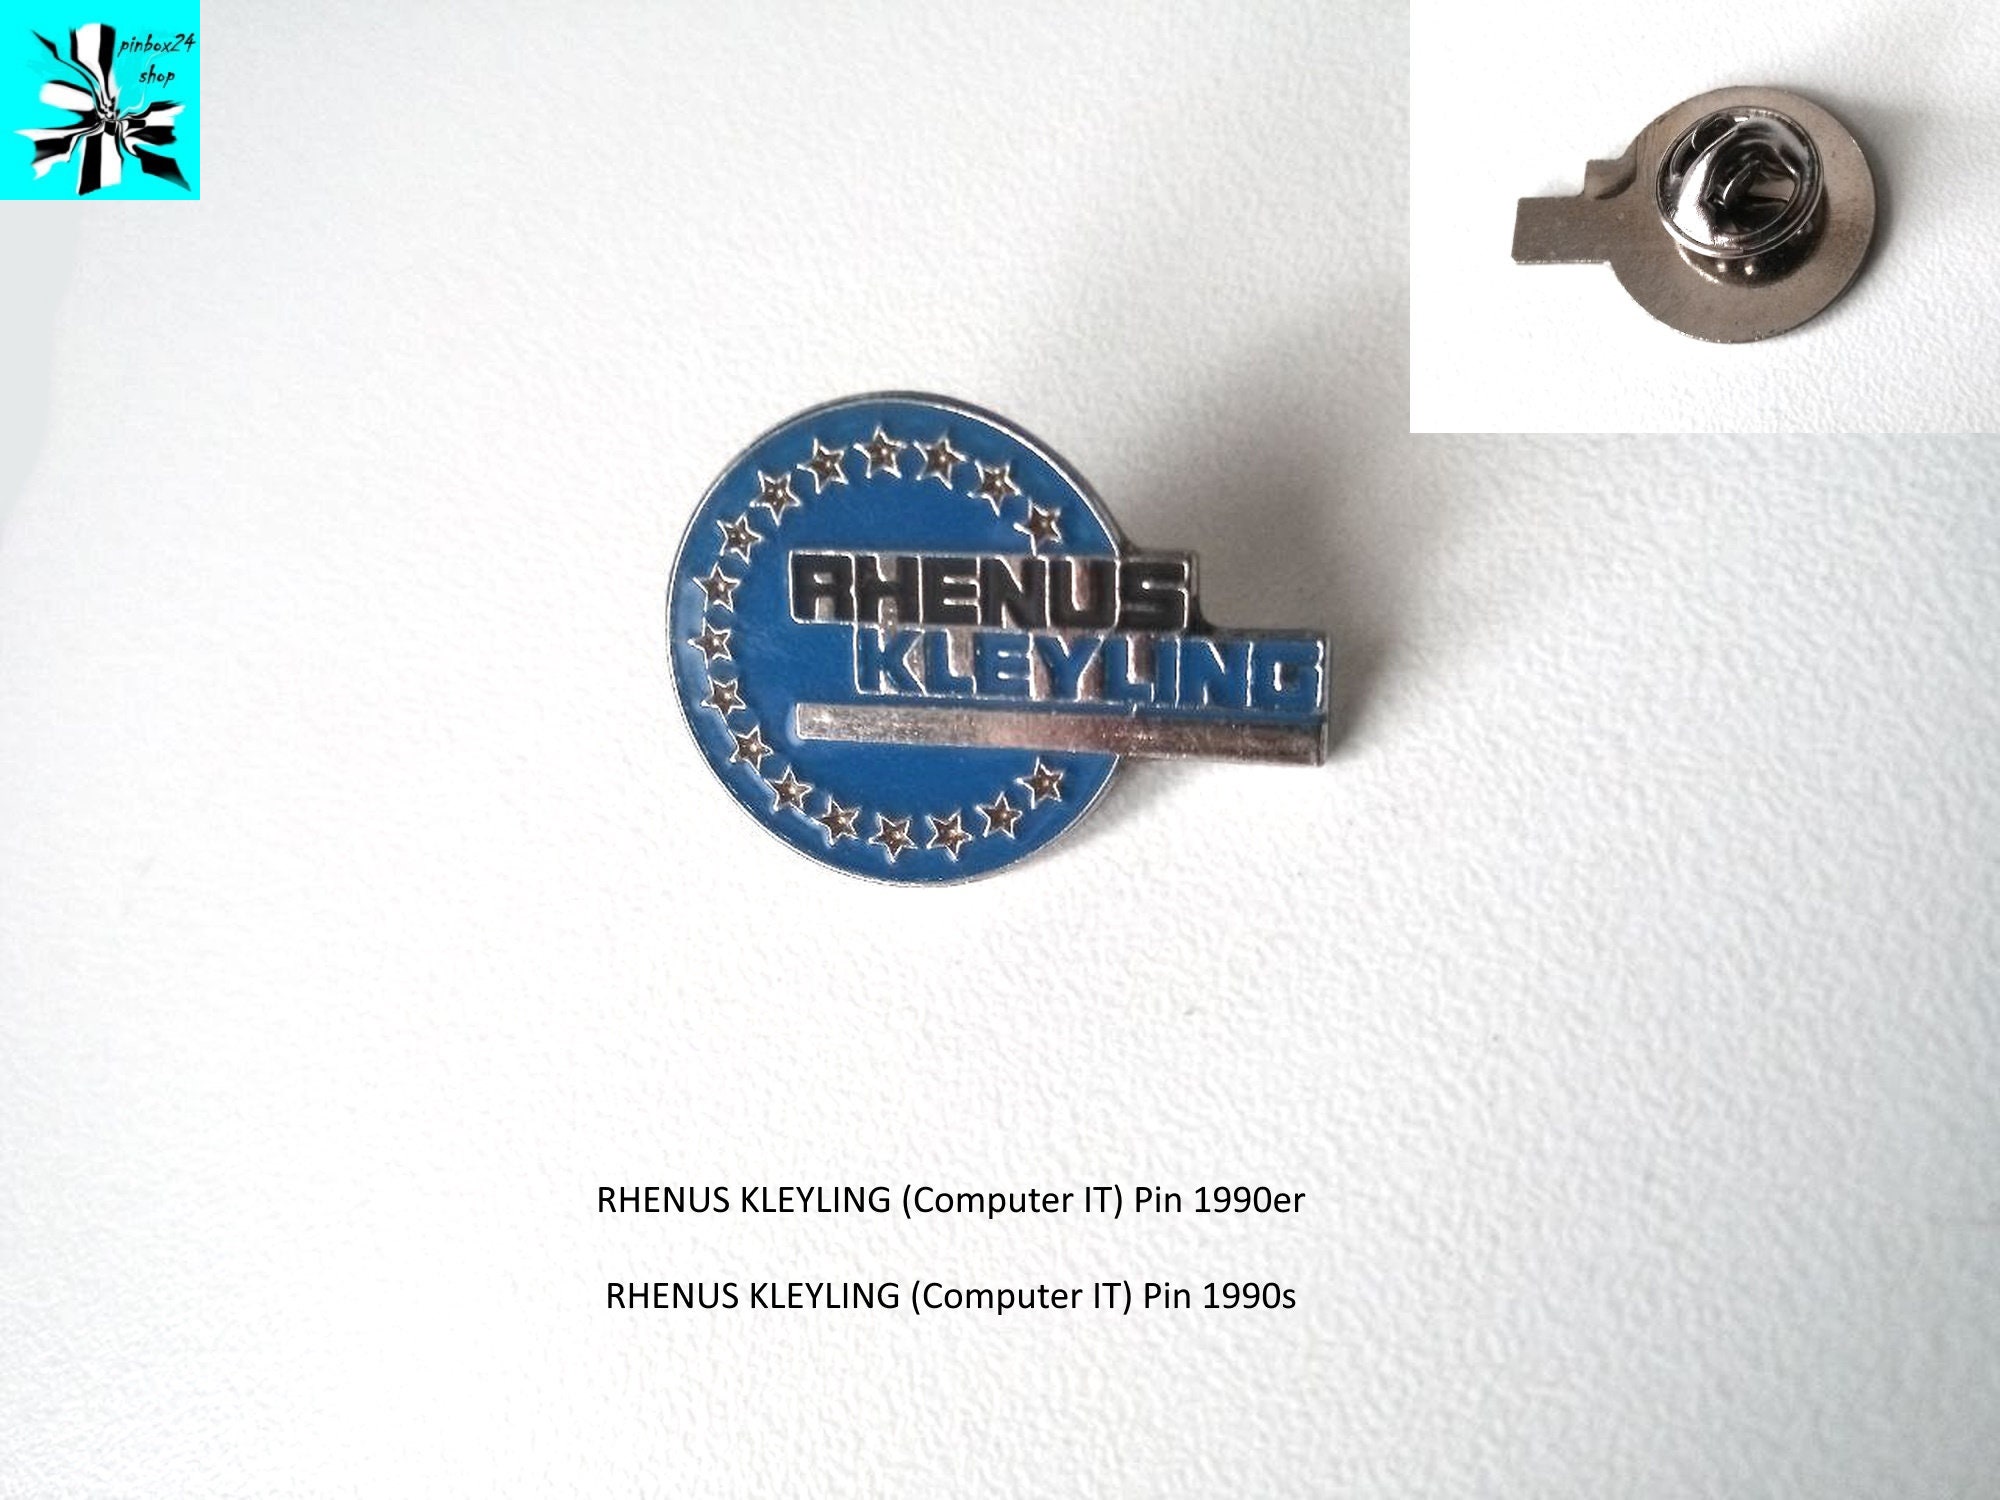 pinbox24
shop
RHENUS
KLEYLING
RHENUS KLEYLING (Computer IT) Pin 1990er
RHENUS KLEYLING (Computer IT) Pin 1990s